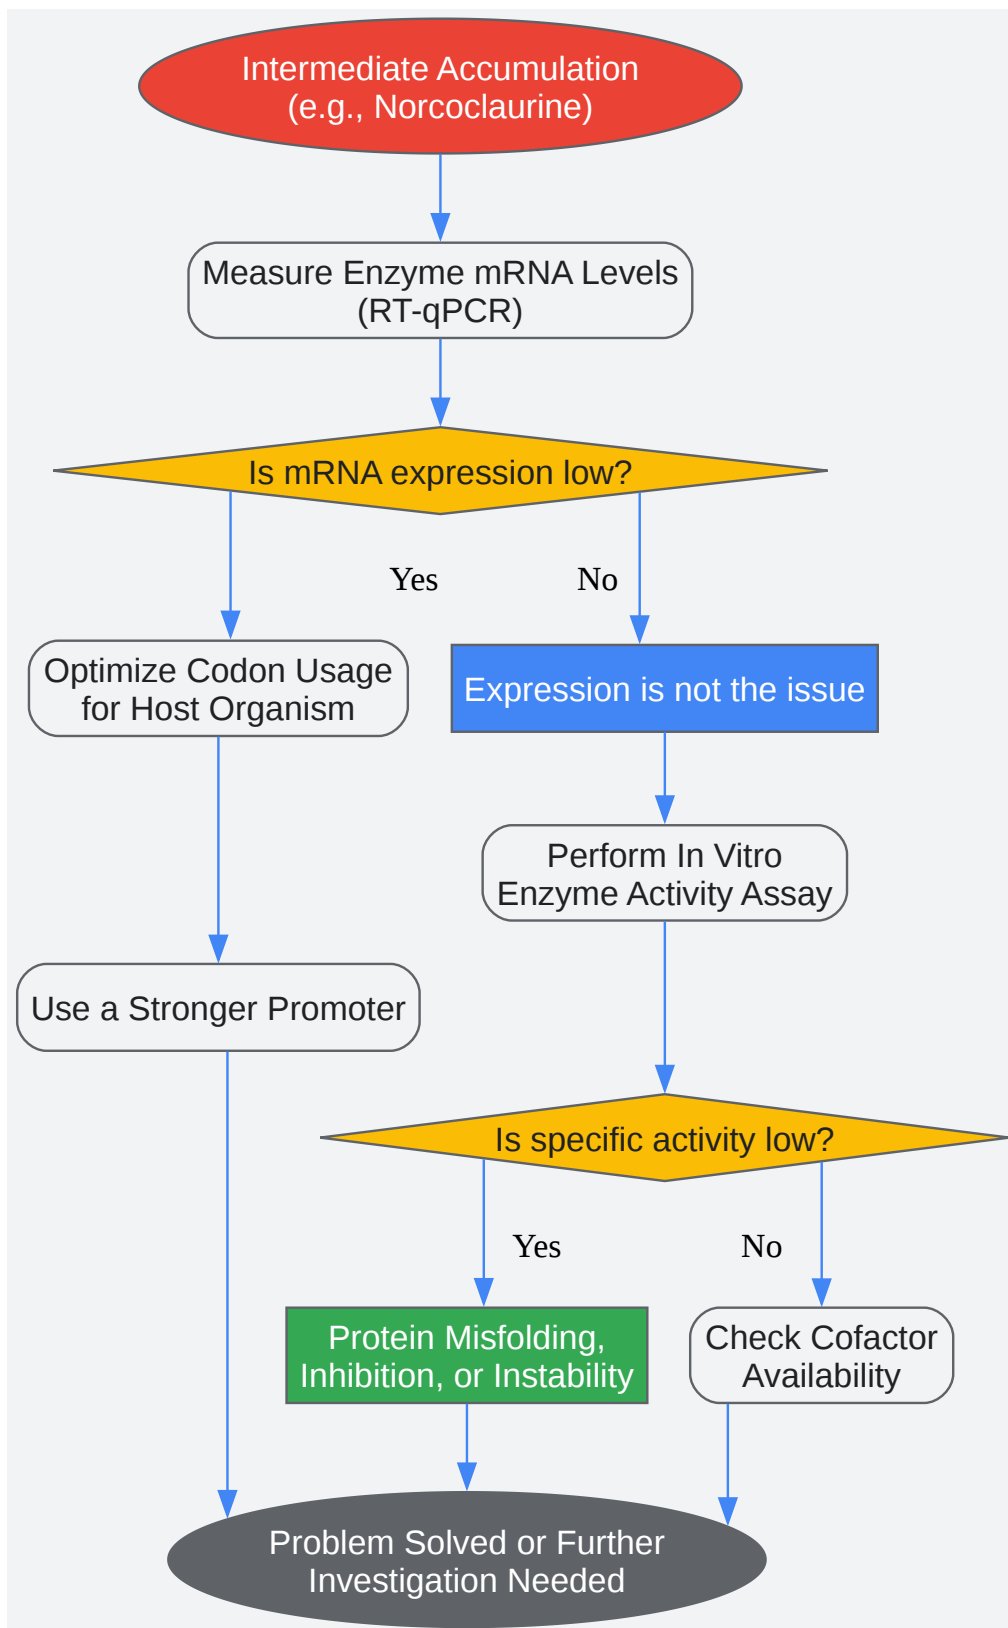 Intermediate Accumulation
(e.g., Norcoclaurine)
Measure Enzyme mRNA Levels
(RT-qPCR)
Is mRNA expression low?
Yes
No
Optimize Codon Usage
for Host Organism
Expression is not the issue
Perform In Vitro
Enzyme Activity Assay
Use a Stronger Promoter
Is specific activity low?
Yes
No
Protein Misfolding,
Inhibition, or Instability
Check Cofactor
Availability
Problem Solved or Further
Investigation Needed